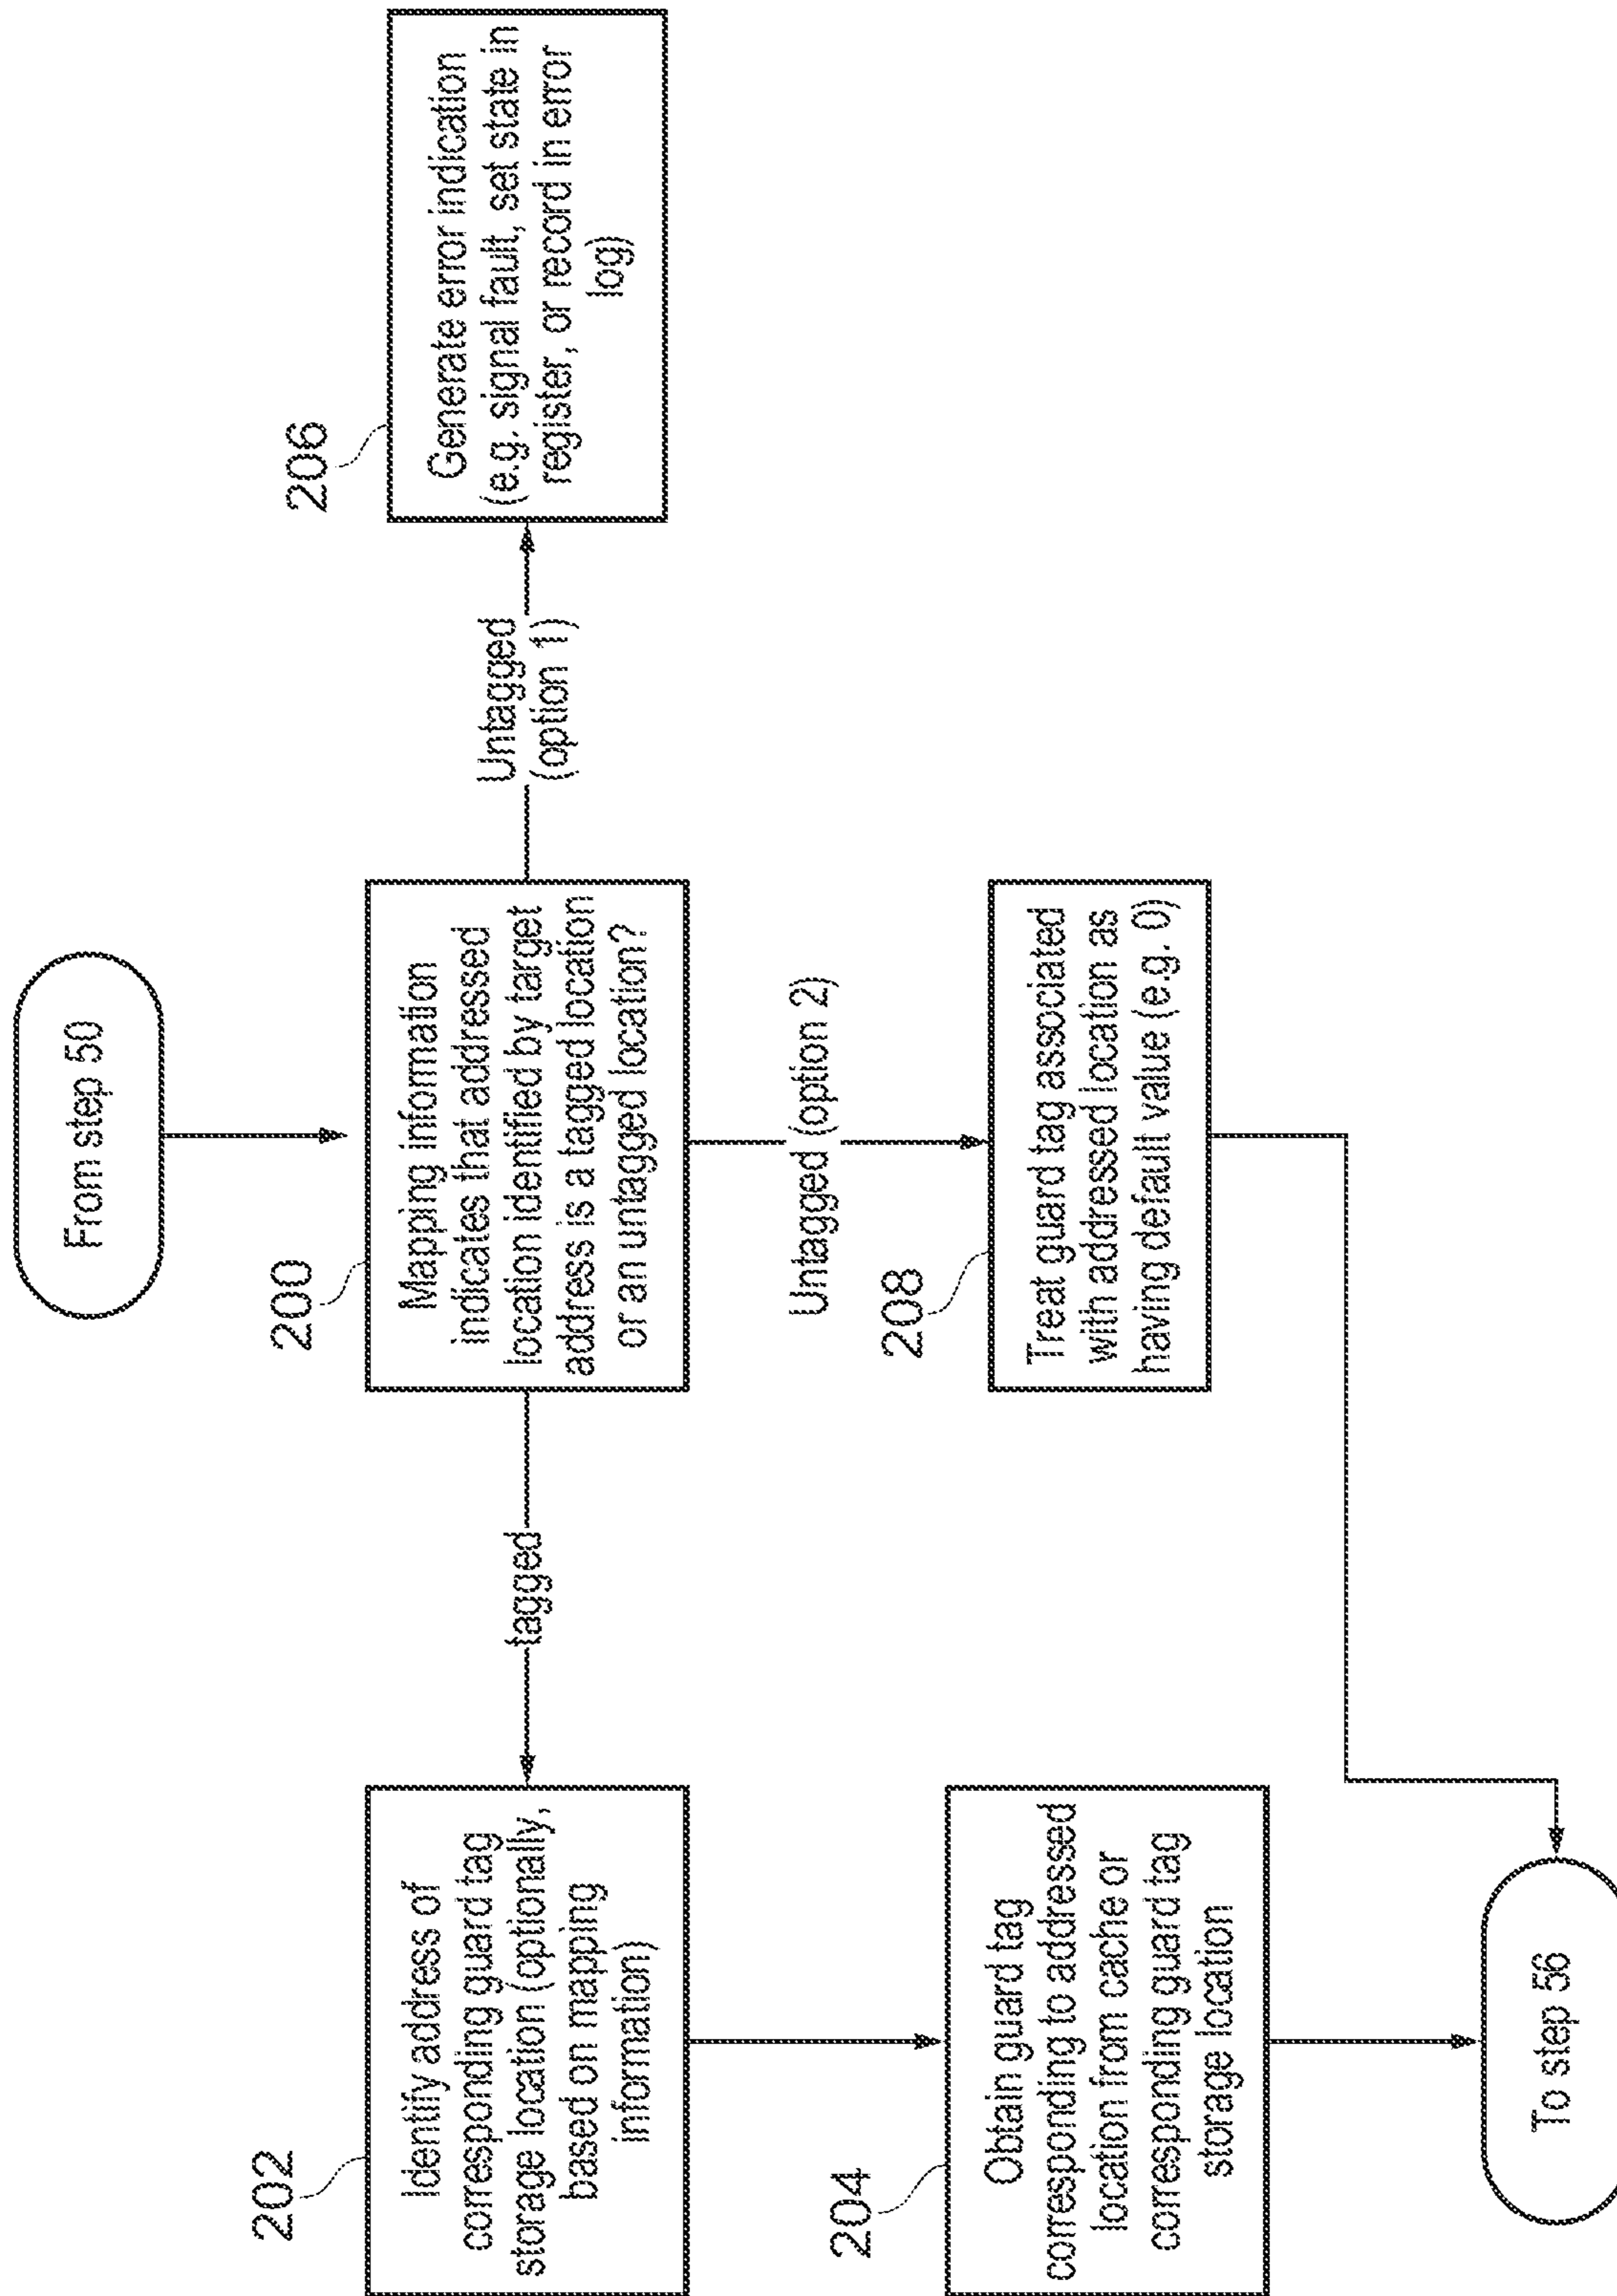 From step 50
200
Mapping information
indicates that addressed
location identified by target
address is a tagged location
or an untagged location?
tagged
202
Identify address of
corresponding guard tag
storage location (optionally,
based on mapping
information)
204
Obtain guard tag
corresponding to addressed
location from cache or
corresponding guard tag
storage location
Untagged (option 2)
208
Treat guard tag associated
with addressed location as
having default value (e.g. 0)
Untagged
(option 1)
206
Generate error indication
(e.g. signal fault, set state in
register, or record in error
log)
To step 56